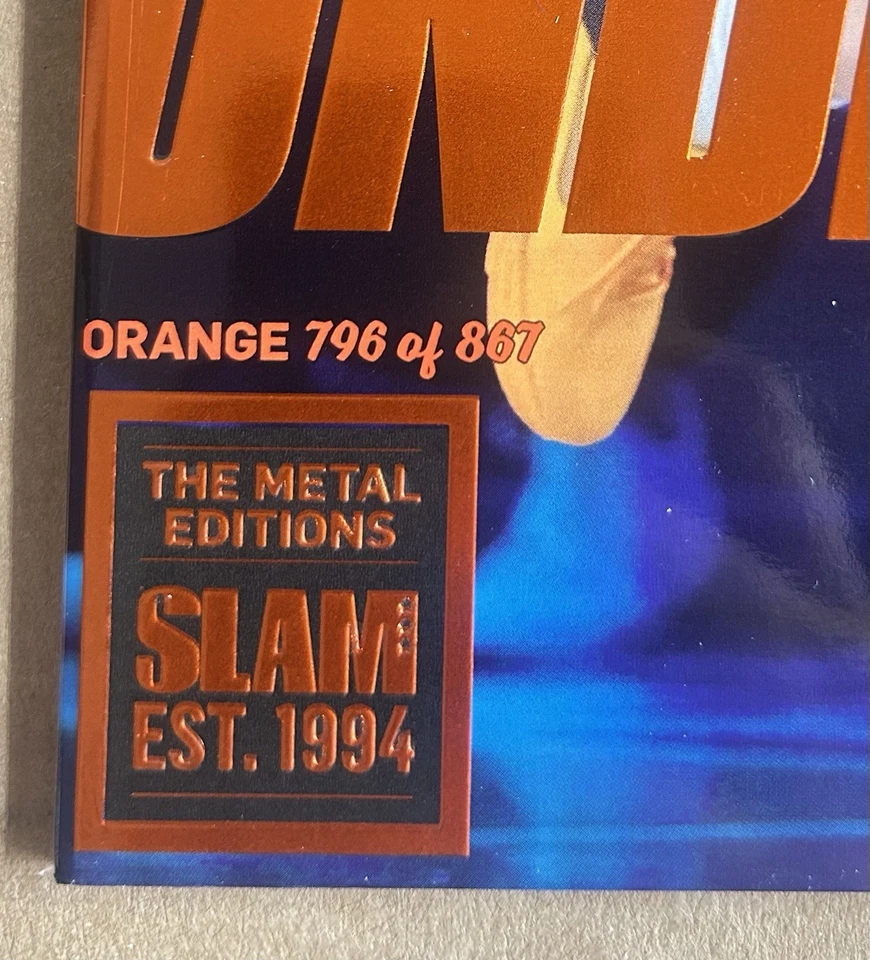 ORANGE 796 of 867
THE METAL
EDITIONS
SLAM
EST. 1994